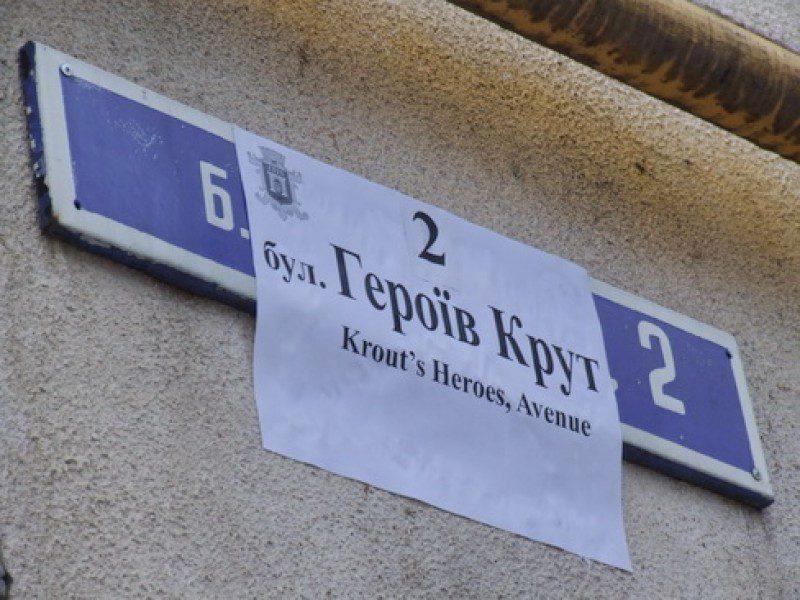 б.
2
бул. Героїв Крут
Krout's Heroes, Avenue
. 2